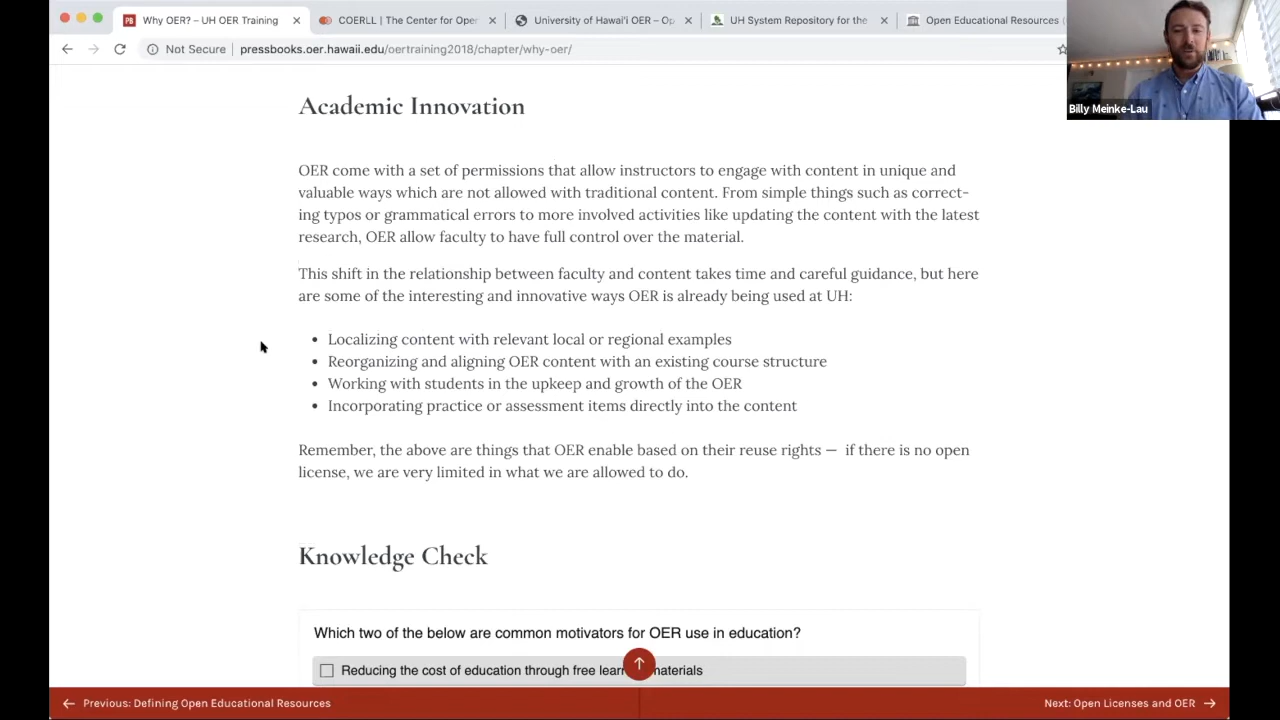 Why OER? – UH OER Training
COERLL | The Center for Oper
University of Hawai'i OER – Op
UH System Repository for the
Open Educational Resources (
Not Secure
pressbooks.oer.hawaii.edu/oertraining2018/chapter/why-oer/
Billy Meinke-Lau
Academic Innovation
OER come with a set of permissions that allow instructors to engage with content in unique and
valuable ways which are not allowed with traditional content. From simple things such as correct-
ing typos or grammatical errors to more involved activities like updating the content with the latest
research, OER allow faculty to have full control over the material.
This shift in the relationship between faculty and content takes time and careful guidance, but here
are some of the interesting and innovative ways OER is already being used at UH:
• Localizing content with relevant local or regional examples
• Reorganizing and aligning OER content with an existing course structure
• Working with students in the upkeep and growth of the OER
• Incorporating practice or assessment items directly into the content
Remember, the above are things that OER enable based on their reuse rights — if there is no open
license, we are very limited in what we are allowed to do.
Knowledge Check
Which two of the below are common motivators for OER use in education?
Reducing the cost of education through free lear materials
Previous: Defining Open Educational Resources
Next: Open Licenses and OER